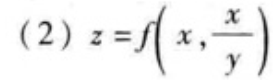 (2) z = f(x, x/y)